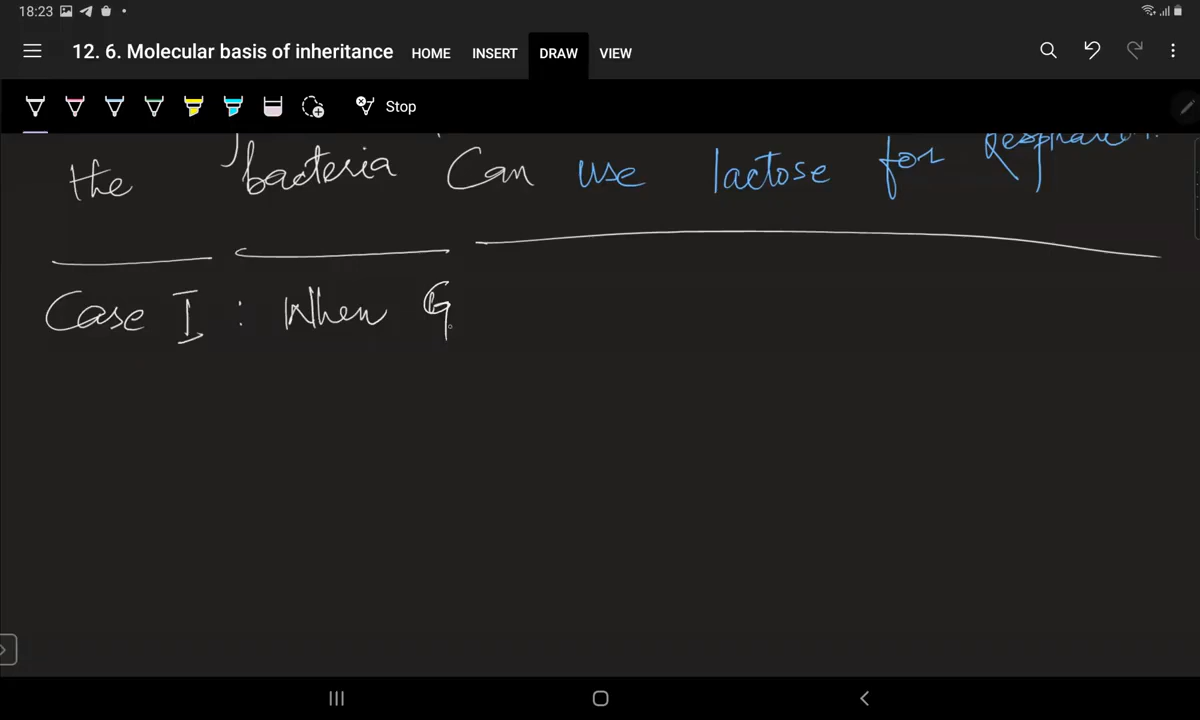 18:23
12. 6. Molecular basis of inheritance HOME INSERT DRAW VIEW
Stop
the bacteria Can use lactose for Respiration.
Case I : When G